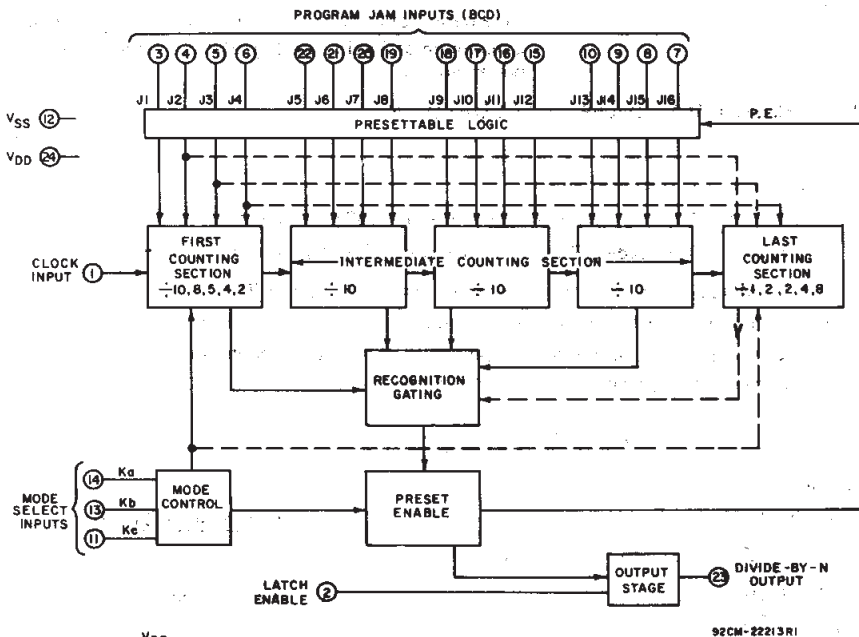 PROGRAM JAM INPUTS (BCD)
3 4 5 6 22 21 20 19 18 17 16 15 10 9 8 7
J1 J2 J3 J4 J5 J6 J7 J8 J9 J10 J11 J12 J13 J14 J15 J16
VSS 12
PRESETTABLE LOGIC
P.E.
VDD 24
CLOCK INPUT 1
FIRST
COUNTING
SECTION
÷10,8,5,4,2
INTERMEDIATE COUNTING SECTION
÷ 10
÷ 10
÷ 10
LAST
COUNTING
SECTION
÷1,2,2,4,8
RECOGNITION
GATING
MODE
SELECT
INPUTS
14 Ka
13 Kb
11 Kc
MODE
CONTROL
PRESET
ENABLE
LATCH
ENABLE 2
OUTPUT
STAGE
23 DIVIDE-BY-N
OUTPUT
92CM-22213R1